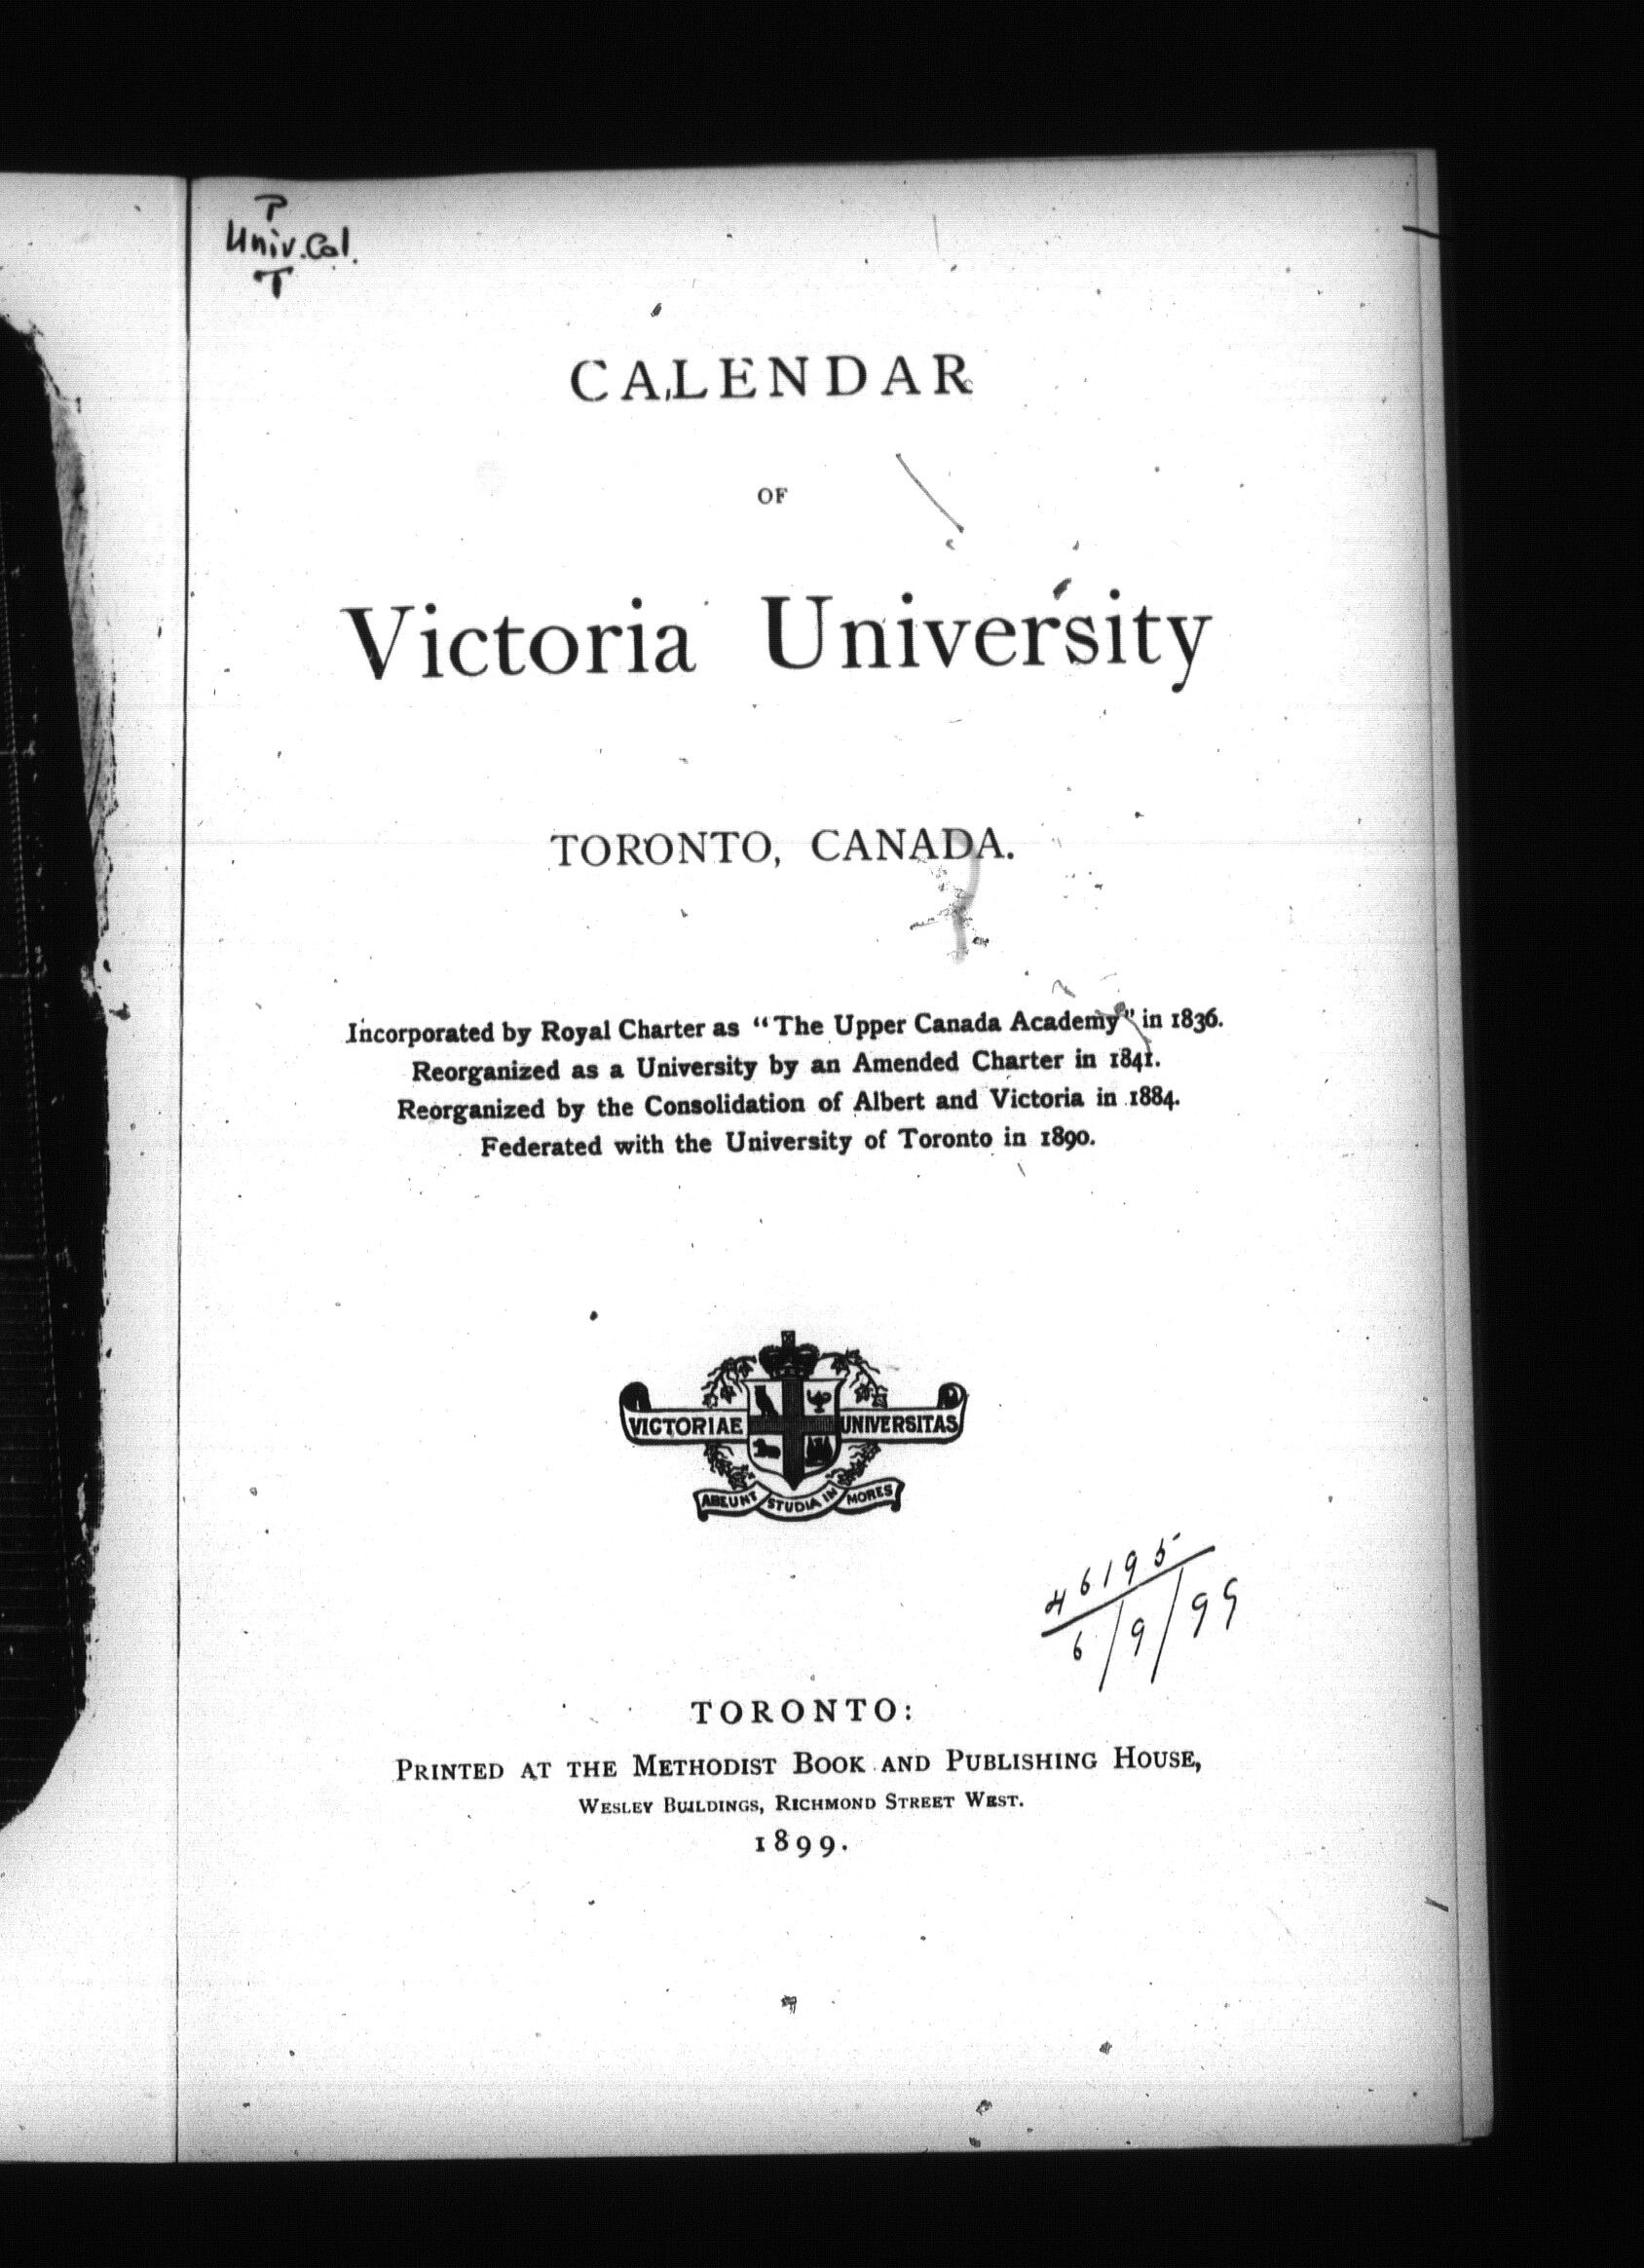 P
Univ.Col.
T
CALENDAR
OF
Victoria University
TORONTO, CANADA.
Incorporated by Royal Charter as "The Upper Canada Academy" in 1836.
Reorganized as a University by an Amended Charter in 1841.
Reorganized by the Consolidation of Albert and Victoria in 1884.
Federated with the University of Toronto in 1890.
VICTORIAE UNIVERSITAS
ABEUNT STUDIA IN MORES
46195
6/9/99
TORONTO:
PRINTED AT THE METHODIST BOOK AND PUBLISHING HOUSE,
WESLEY BUILDINGS, RICHMOND STREET WEST.
1899.